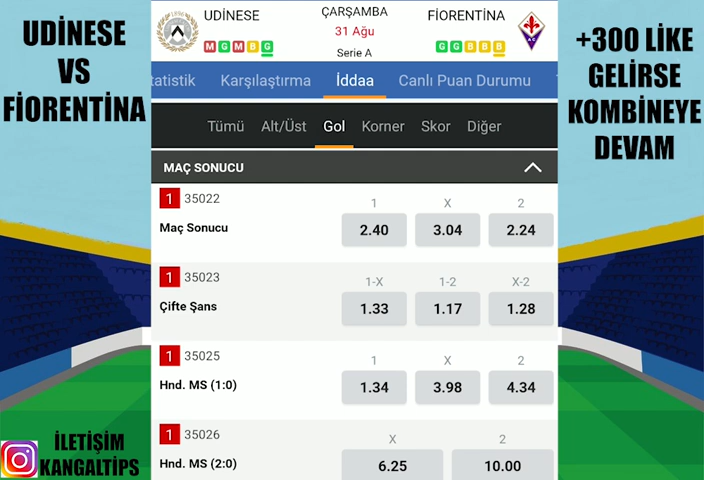 UDİNESE
VS
FİORENTİNA
UDİNESE
M G M B G
ÇARŞAMBA
31 Ağu
Serie A
FİORENTİNA
G G B B B
+300 LİKE
GELİRSE
KOMBİNEYE
DEVAM
tatistik Karşılaştırma İddaa Canlı Puan Durumu
Tümü Alt/Üst Gol Korner Skor Diğer
MAÇ SONUCU
1 35022
Maç Sonucu
1 X 2
2.40 3.04 2.24
1 35023
Çifte Şans
1-X 1-2 X-2
1.33 1.17 1.28
1 35025
Hnd. MS (1:0)
1 X 2
1.34 3.98 4.34
1 35026
Hnd. MS (2:0)
X 2
6.25 10.00
İLETİŞİM
KANGALTİPS